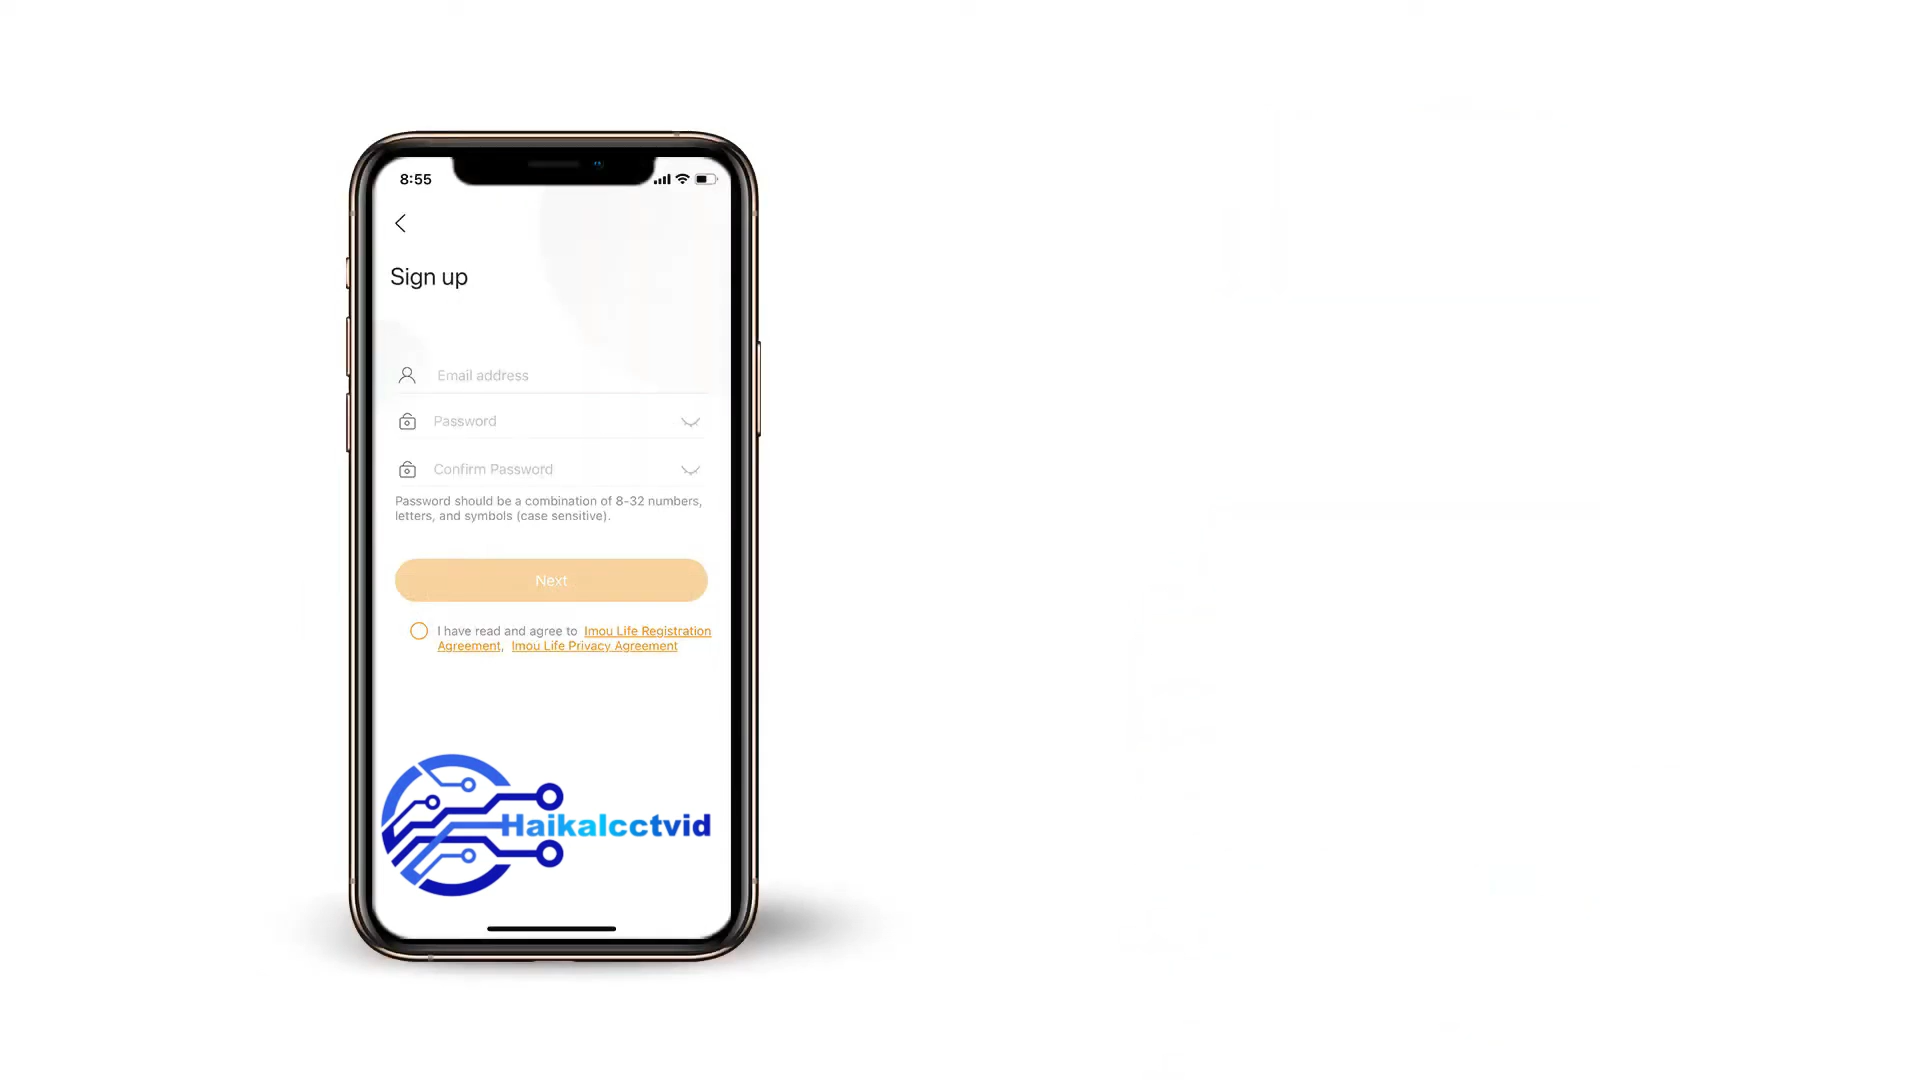 8:55
Sign up
Email address
Password
Confirm Password
Password should be a combination of 8-32 numbers,
letters, and symbols (case sensitive).
Next
I have read and agree to Imou Life Registration
Agreement, Imou Life Privacy Agreement
Haikalcctvid